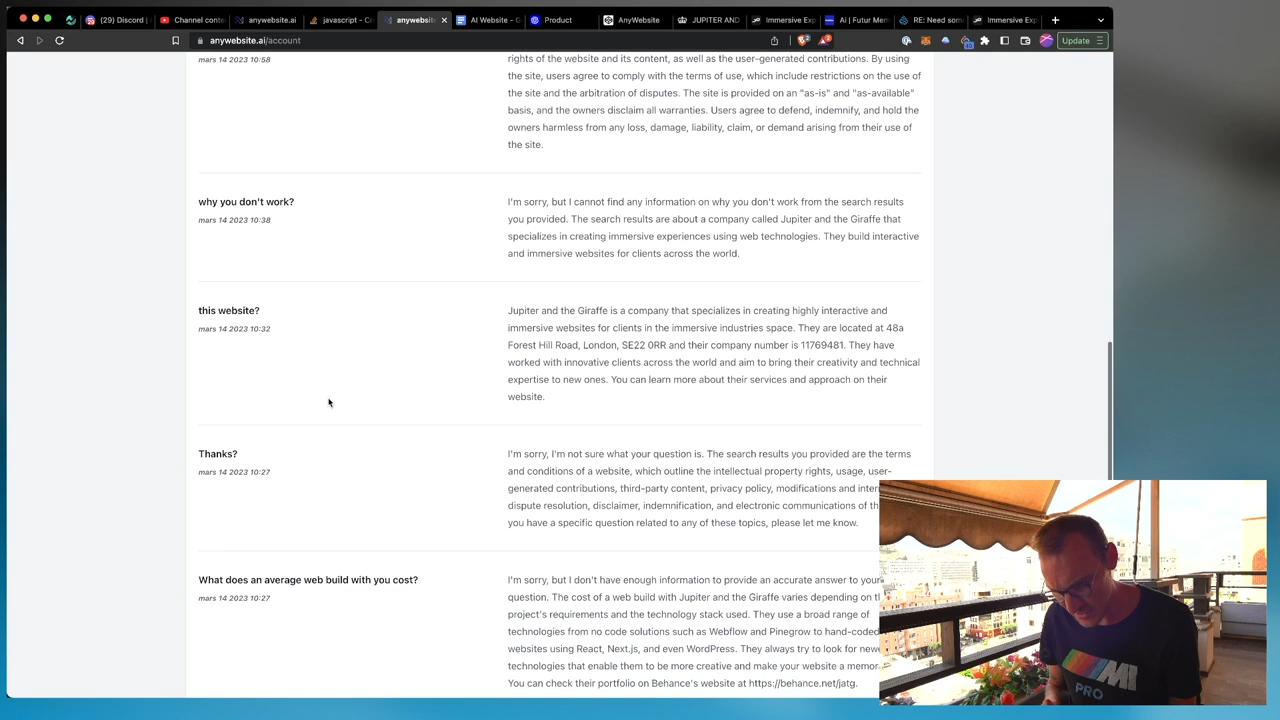 (29) Discord |
Channel conte
anywebsite.ai
javascript - Cr
anywebsite
AI Website - G
Product
AnyWebsite
JUPITER AND
Immersive Exp
Ai | Futur Mem
RE: Need som
Immersive Exp
anywebsite.ai/account
Update
mars 14 2023 10:58
rights of the website and its content, as well as the user-generated contributions. By using
the site, users agree to comply with the terms of use, which include restrictions on the use of
the site and the arbitration of disputes. The site is provided on an "as-is" and "as-available"
basis, and the owners disclaim all warranties. Users agree to defend, indemnify, and hold the
owners harmless from any loss, damage, liability, claim, or demand arising from their use of
the site.
why you don't work?
mars 14 2023 10:38
I'm sorry, but I cannot find any information on why you don't work from the search results
you provided. The search results are about a company called Jupiter and the Giraffe that
specializes in creating immersive experiences using web technologies. They build interactive
and immersive websites for clients across the world.
this website?
mars 14 2023 10:32
Jupiter and the Giraffe is a company that specializes in creating highly interactive and
immersive websites for clients in the immersive industries space. They are located at 48a
Forest Hill Road, London, SE22 0RR and their company number is 11769481. They have
worked with innovative clients across the world and aim to bring their creativity and technical
expertise to new ones. You can learn more about their services and approach on their
website.
Thanks?
mars 14 2023 10:27
I'm sorry, I'm not sure what your question is. The search results you provided are the terms
and conditions of a website, which outline the intellectual property rights, usage, user-
generated contributions, third-party content, privacy policy, modifications and inter
dispute resolution, disclaimer, indemnification, and electronic communications of th
you have a specific question related to any of these topics, please let me know.
What does an average web build with you cost?
mars 14 2023 10:27
I'm sorry, but I don't have enough information to provide an accurate answer to your
question. The cost of a web build with Jupiter and the Giraffe varies depending on t
project's requirements and the technology stack used. They use a broad range of
technologies from no code solutions such as Webflow and Pinegrow to hand-coded
websites using React, Next.js, and even WordPress. They always try to look for newe
technologies that enable them to be more creative and make your website a memor
You can check their portfolio on Behance's website at https://behance.net/jatg.
M1
PRO